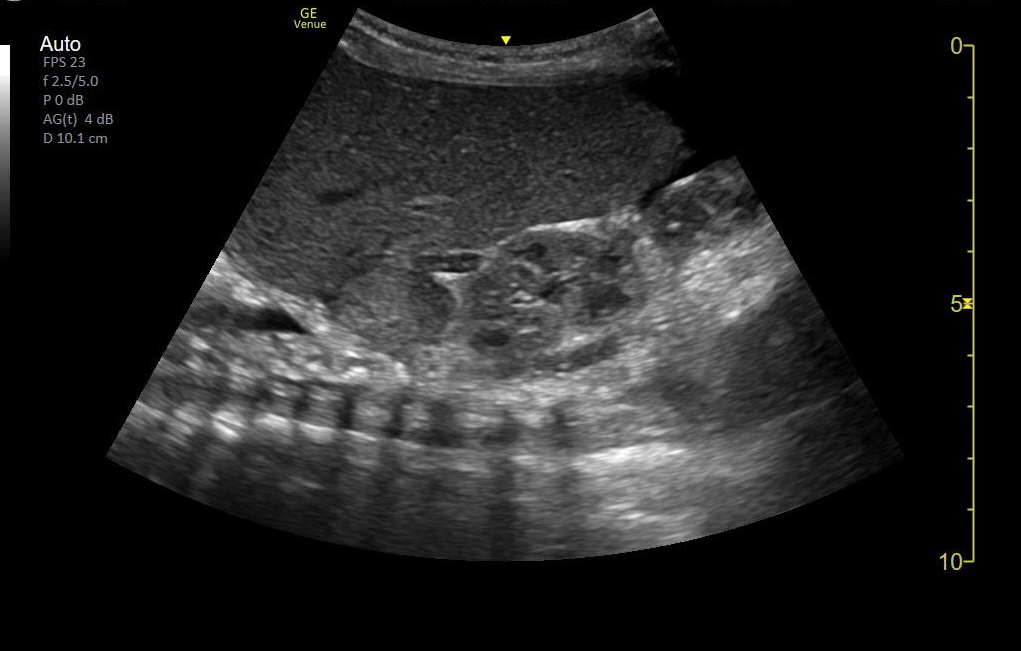 GE
Venue
Auto
FPS 23
f 2.5/5.0
P 0 dB
AG(t) 4 dB
D 10.1 cm
0
5
10